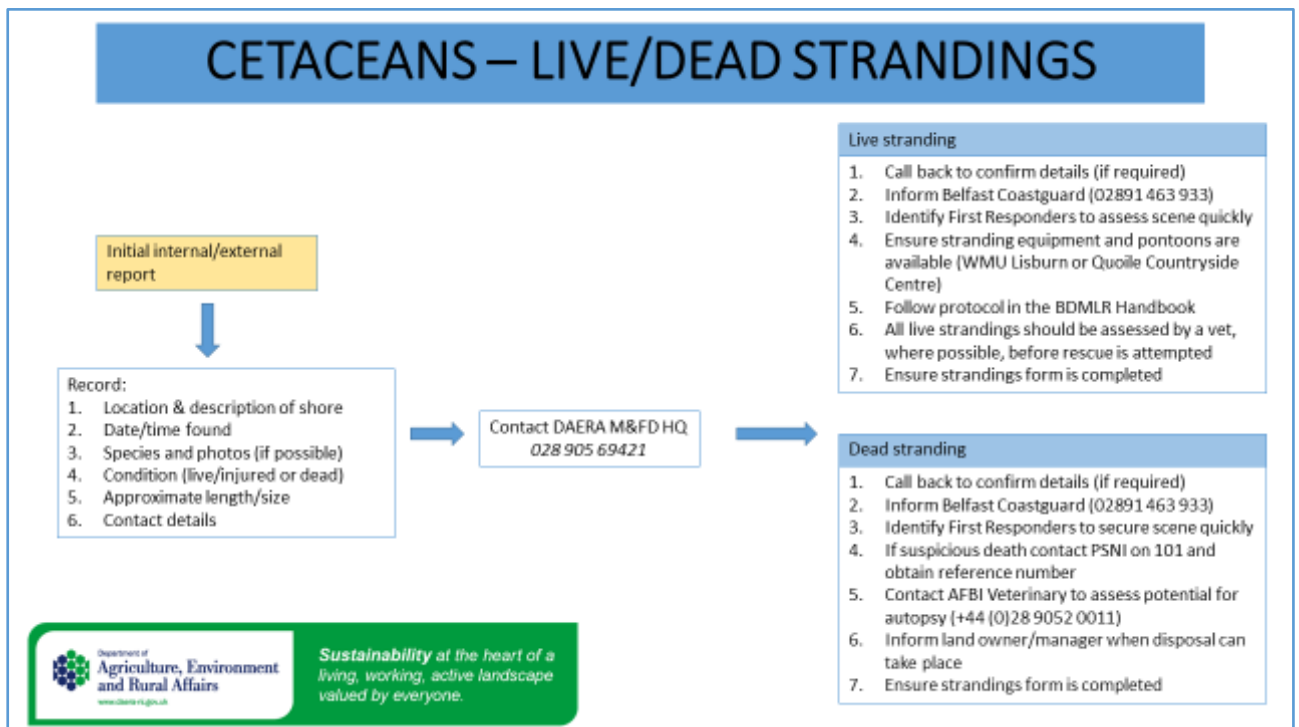 CETACEANS – LIVE/DEAD STRANDINGS
Initial internal/external
report
Record:
1. Location & description of shore
2. Date/time found
3. Species and photos (if possible)
4. Condition (live/injured or dead)
5. Approximate length/size
6. Contact details
Contact DAERA M&FD HQ
028 905 69421
Live stranding
1. Call back to confirm details (if required)
2. Inform Belfast Coastguard (02891 463 933)
3. Identify First Responders to assess scene quickly
4. Ensure stranding equipment and pontoons are
available (WMU Lisburn or Quoile Countryside
Centre)
5. Follow protocol in the BDMLR Handbook
6. All live strandings should be assessed by a vet,
where possible, before rescue is attempted
7. Ensure strandings form is completed
Dead stranding
1. Call back to confirm details (if required)
2. Inform Belfast Coastguard (02891 463 933)
3. Identify First Responders to secure scene quickly
4. If suspicious death contact PSNI on 101 and
obtain reference number
5. Contact AFBI Veterinary to assess potential for
autopsy (+44 (0)28 9052 0011)
6. Inform land owner/manager when disposal can
take place
7. Ensure strandings form is completed
Department of
Agriculture, Environment
and Rural Affairs
www.daera-ni.gov.uk
Sustainability at the heart of a
living, working, active landscape
valued by everyone.